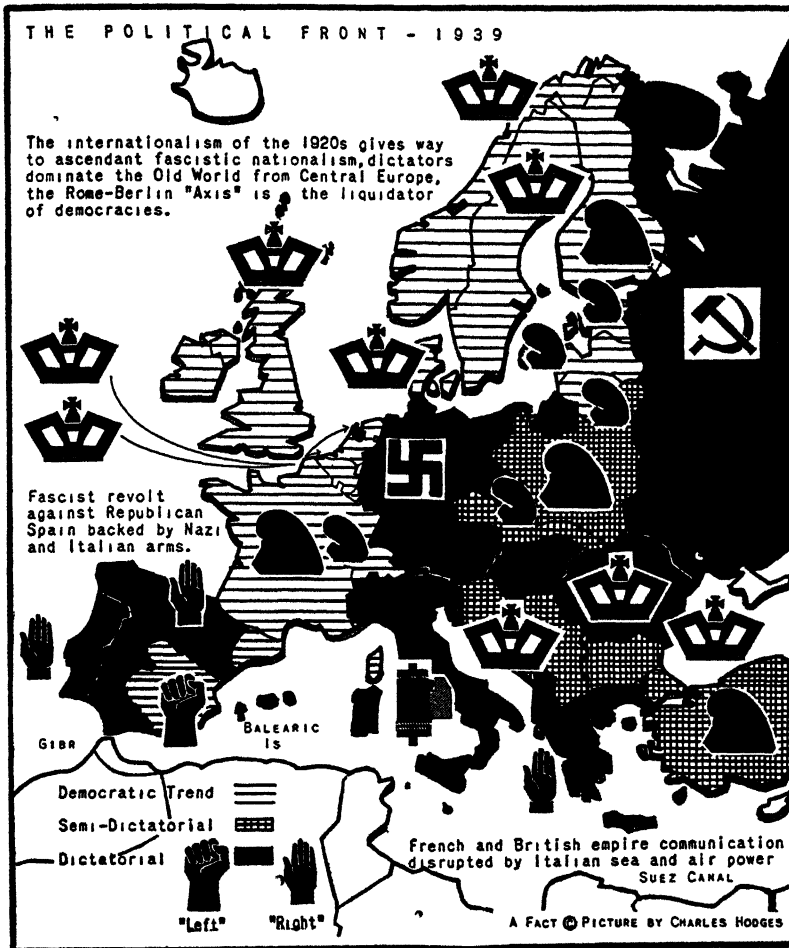 THE POLITICAL FRONT - 1939
The internationalism of the 1920s gives way
to ascendant fascistic nationalism, dictators
dominate the Old World from Central Europe,
the Rome-Berlin "Axis" is the liquidator
of democracies.
Fascist revolt
against Republican
Spain backed by Nazi
and Italian arms.
GIBR
BALEARIC
IS
Democratic Trend
Semi-Dictatorial
Dictatorial
"Left" "Right"
French and British empire communication
disrupted by Italian sea and air power
SUEZ CANAL
A FACT © PICTURE BY CHARLES HODGES